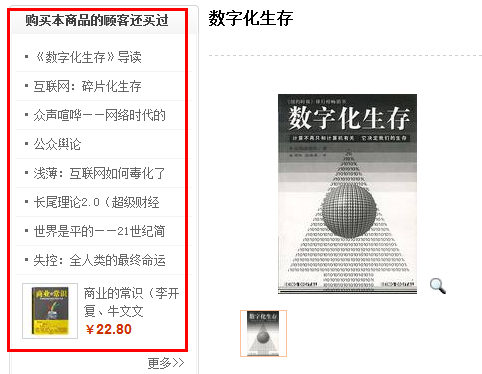 购买本商品的顾客还买过
《数字化生存》导读
互联网：碎片化生存
众声喧哗——网络时代的
公众舆论
浅薄：互联网如何毒化了
长尾理论2.0（超级财经
世界是平的——21世纪简
失控：全人类的最终命运
商业的常识
商业的常识（李开
复、牛文文
￥22.80
更多>>
数字化生存
数字化生存
计算不再只和计算机有关 它决定我们的生存
数字化生存